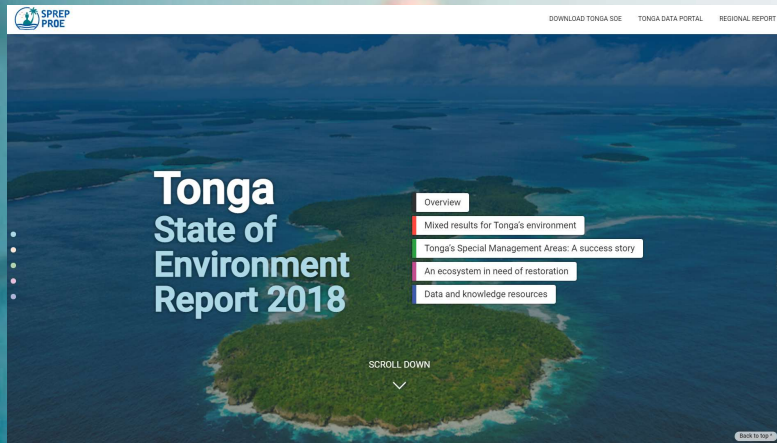 SPREP
PROE
DOWNLOAD TONGA SOE
TONGA DATA PORTAL
REGIONAL REPORT
Tonga
State of
Environment
Report 2018
Overview
Mixed results for Tonga's environment
Tonga's Special Management Areas: A success story
An ecosystem in need of restoration
Data and knowledge resources
SCROLL DOWN
Back to top ^